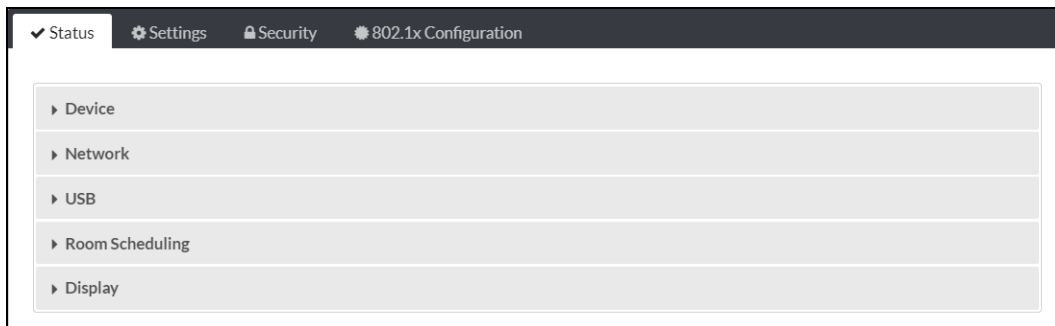 Status Settings Security 802.1x Configuration
Device
Network
USB
Room Scheduling
Display